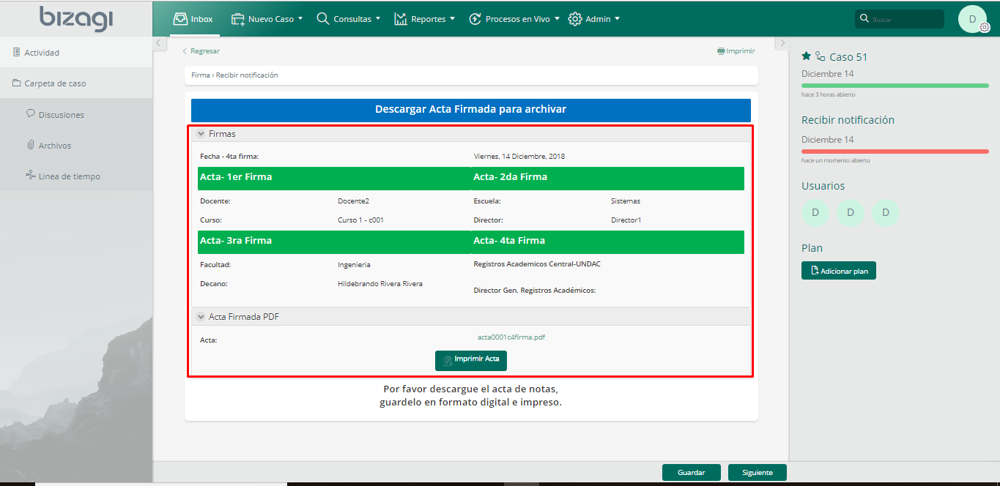 bizagi
Inbox
Nuevo Caso
Consultas
Reportes
Procesos en Vivo
Admin
Buscar
D
Actividad
Carpeta de caso
Discusiones
Archivos
Linea de tiempo
Regresar
Imprimir
Firma › Recibir notificación
Descargar Acta Firmada para archivar
Firmas
Fecha - 4ta firma: Viernes, 14 Diciembre, 2018
Acta- 1er Firma Acta- 2da Firma
Docente: Docente2 Escuela: Sistemas
Curso: Curso 1 - c001 Director: Director1
Acta- 3ra Firma Acta- 4ta Firma
Facultad: Ingenieria Registros Academicos Central-UNDAC
Decano: Hildebrando Rivera Rivera
Director Gen. Registros Académicos:
Acta Firmada PDF
Acta: acta0001c4firma.pdf
Imprimir Acta
Por favor descargue el acta de notas,
guardelo en formato digital e impreso.
Guardar
Siguiente
Caso 51
Diciembre 14
hace 3 horas abierto
Recibir notificación
Diciembre 14
hace un momento abierto
Usuarios
D D D
Plan
Adicionar plan